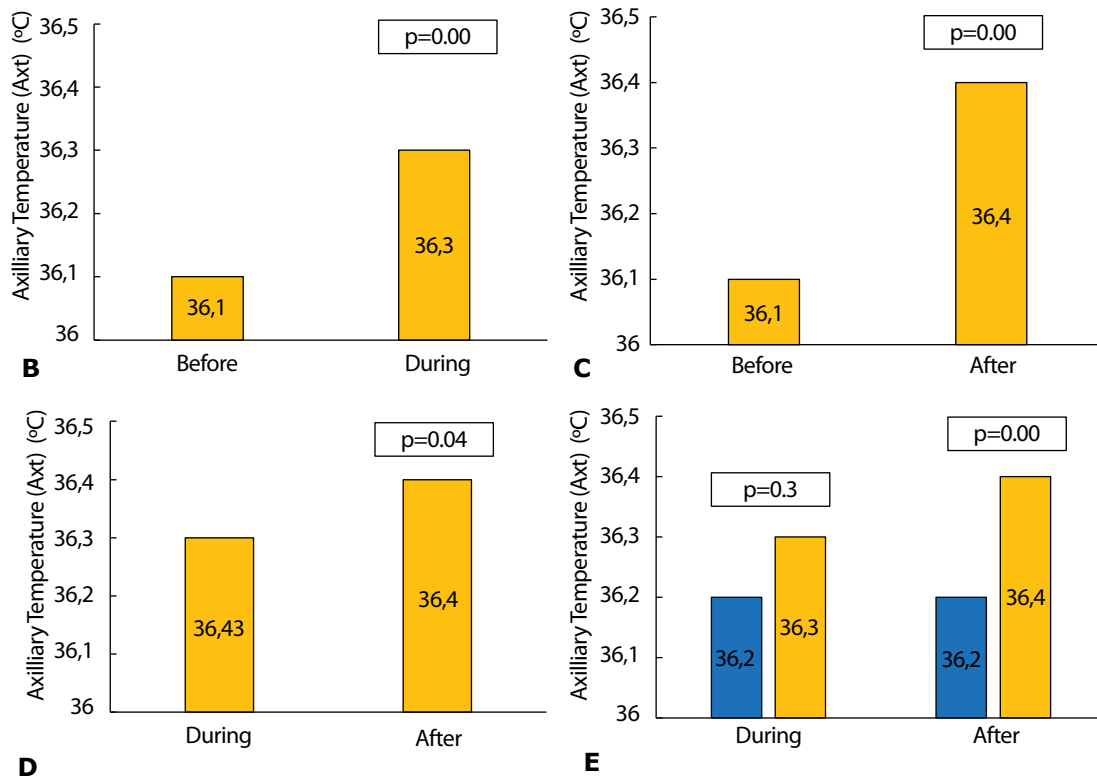 Axilliary Temperature (Axt) (ºC)
36,5
36,4
36,3
36,2
36,1
36
p=0.00
36,1
36,3
Before
During
B
Axilliary Temperature (Axt) (ºC)
36,5
36,4
36,3
36,2
36,1
36
p=0.00
36,1
36,4
Before
After
C
Axilliary Temperature (Axt) (ºC)
36,5
36,4
36,3
36,2
36,1
36
p=0.04
36,43
36,4
During
After
D
Axilliary Temperature (Axt) (ºC)
36,5
36,4
36,3
36,2
36,1
36
p=0.3
p=0.00
36,2
36,3
36,2
36,4
During
After
E